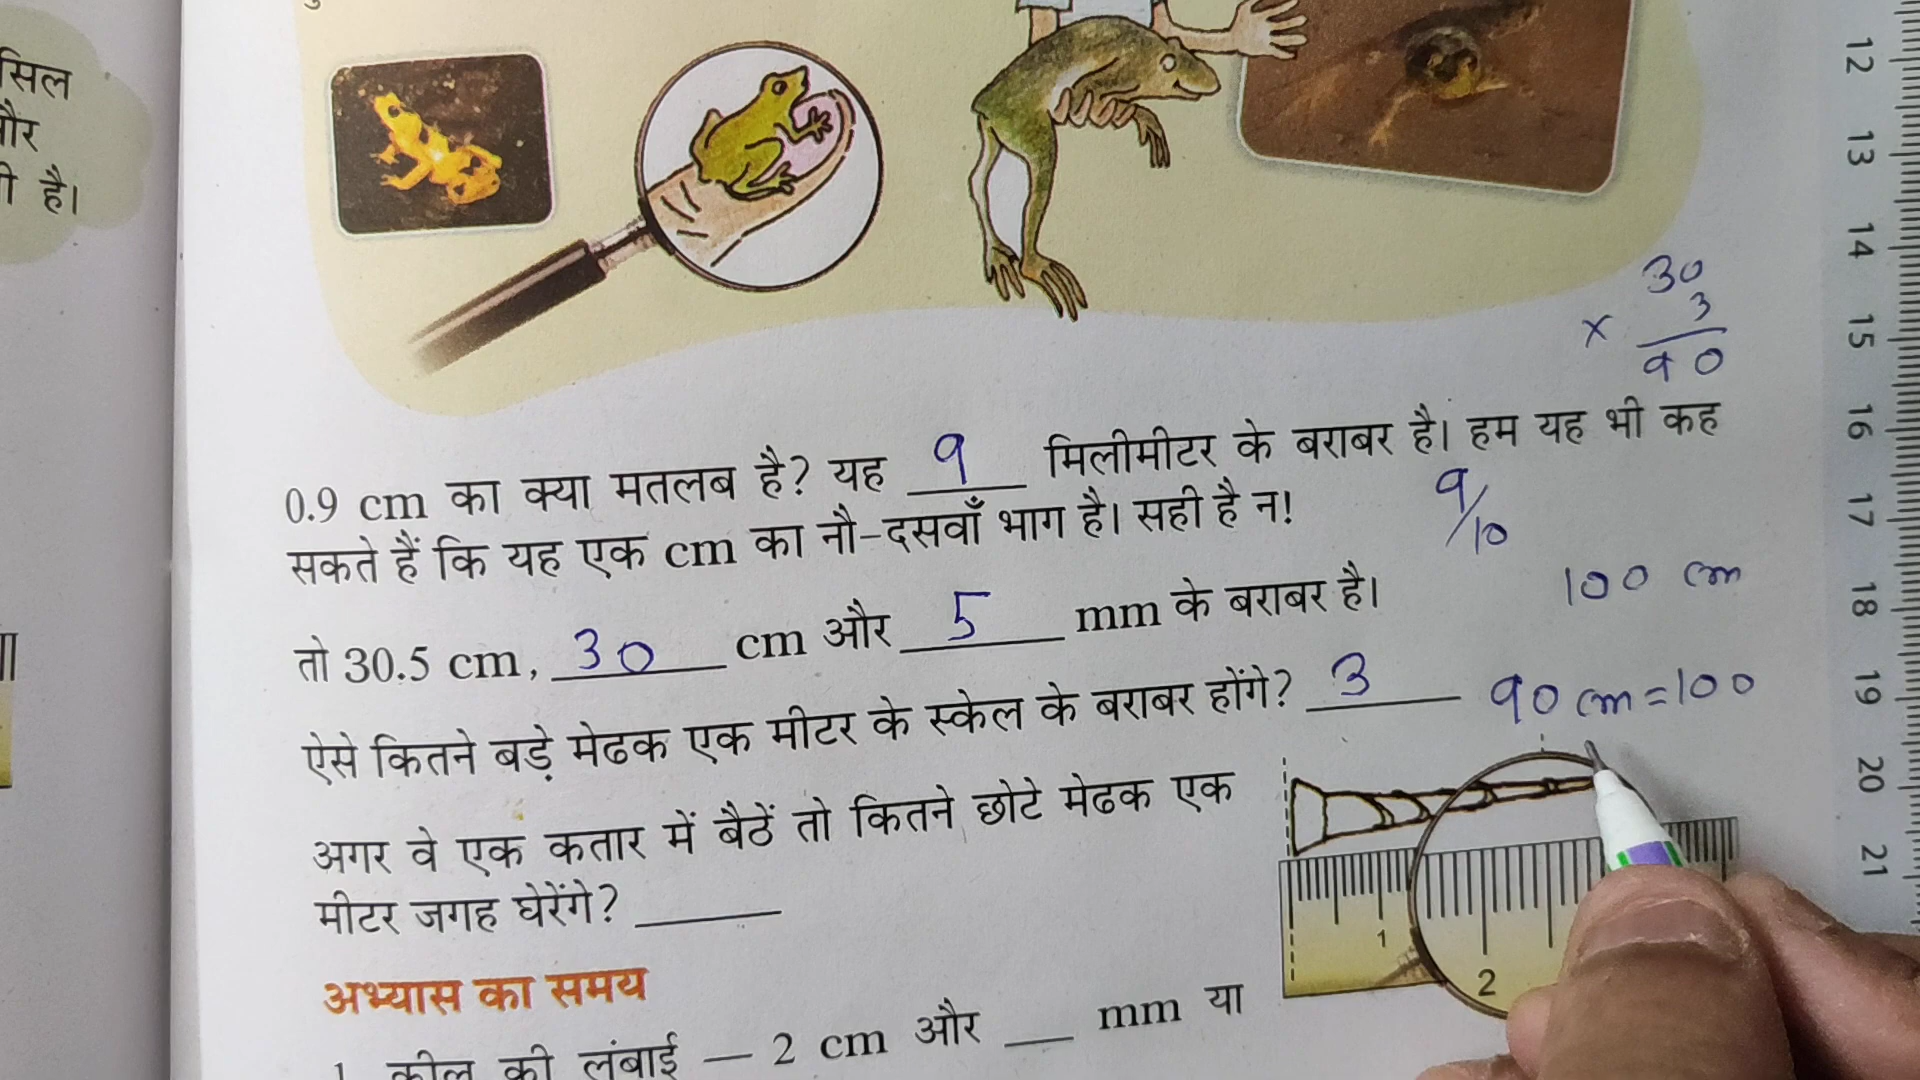 सिल
और
ी है।
12
13
14
15
16
17
18
19
20
21
30
× 3
90
0.9 cm का क्या मतलब है? यह 9 मिलीमीटर के बराबर है। हम यह भी कह
सकते हैं कि यह एक cm का नौ-दसवाँ भाग है। सही है न!
9/10
100 cm
तो 30.5 cm, 30 cm और 5 mm के बराबर है।
ऐसे कितने बड़े मेढक एक मीटर के स्केल के बराबर होंगे? 3 90 cm = 100
अगर वे एक कतार में बैठें तो कितने छोटे मेढक एक
मीटर जगह घेरेंगे?
1
2
अभ्यास का समय
1. कील की लंबाई — 2 cm और __ mm या